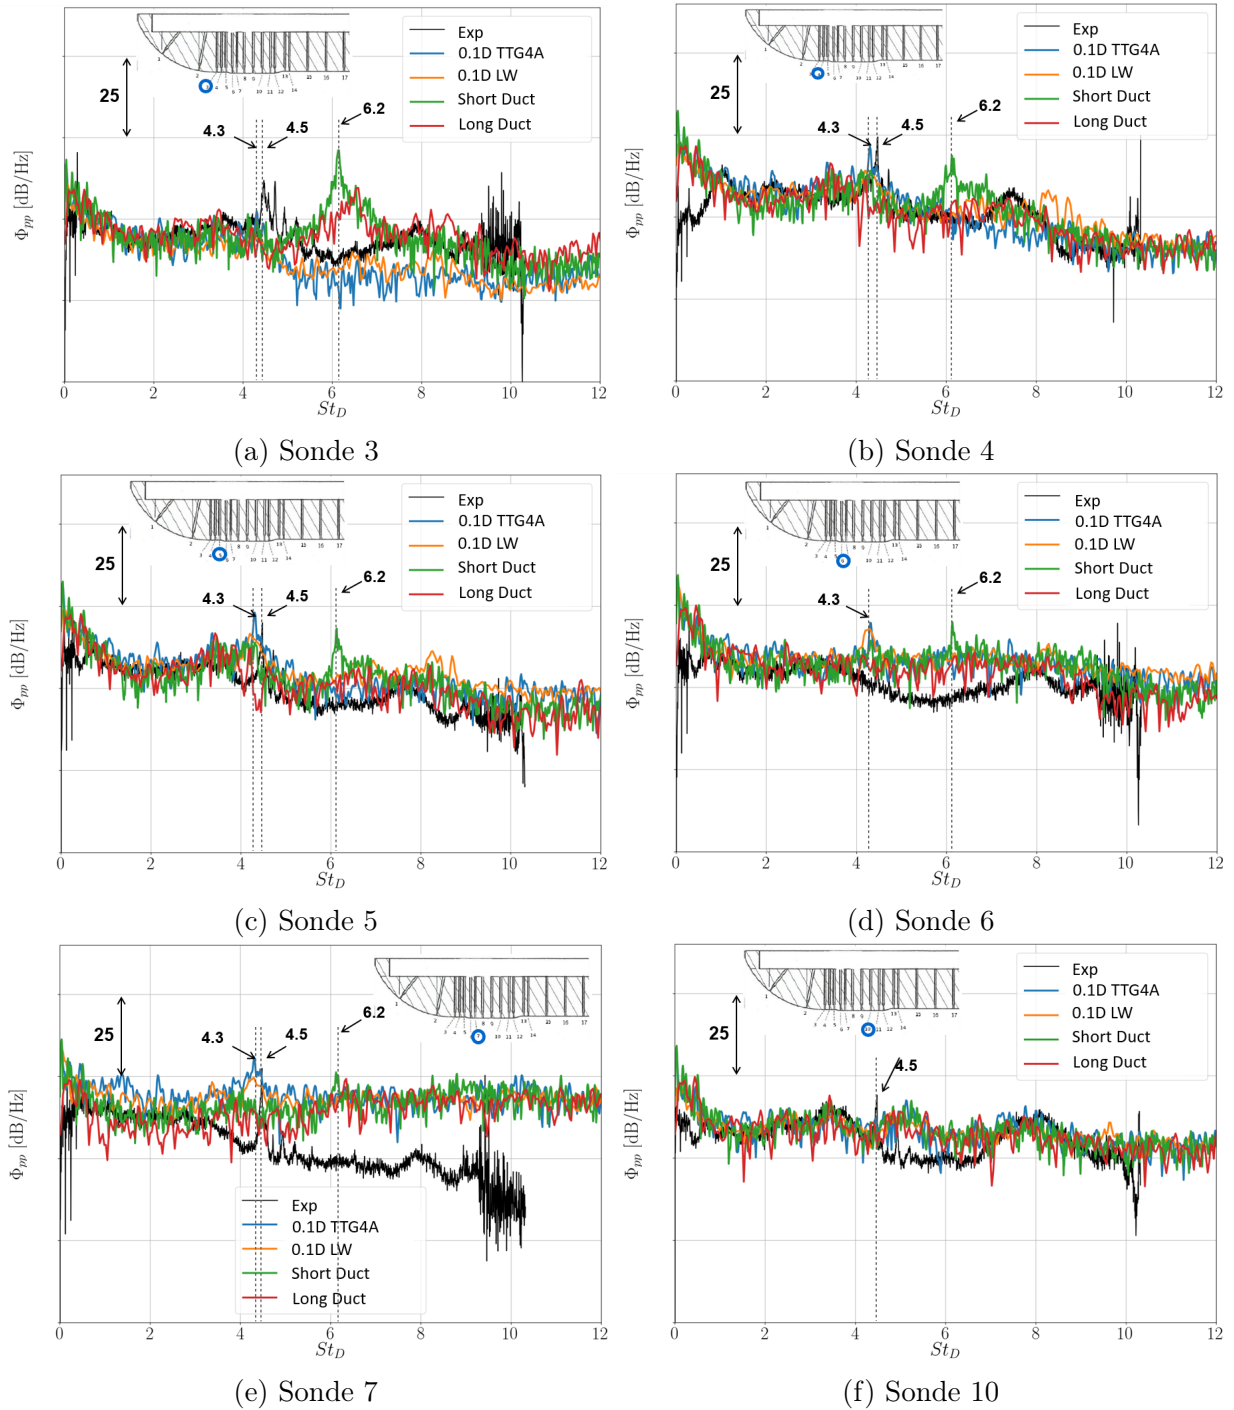 Exp
0.1D TTG4A
0.1D LW
Short Duct
Long Duct
25
4.3
4.5
6.2
Φpp [dB/Hz]
0 2 4 6 8 10 12
StD
(a) Sonde 3
Exp
0.1D TTG4A
0.1D LW
Short Duct
Long Duct
25
4.3
4.5
6.2
Φpp [dB/Hz]
0 2 4 6 8 10 12
StD
(b) Sonde 4
Exp
0.1D TTG4A
0.1D LW
Short Duct
Long Duct
25
4.3
4.5
6.2
Φpp [dB/Hz]
0 2 4 6 8 10 12
StD
(c) Sonde 5
Exp
0.1D TTG4A
0.1D LW
Short Duct
Long Duct
25
4.3
6.2
Φpp [dB/Hz]
0 2 4 6 8 10 12
StD
(d) Sonde 6
25
4.3
4.5
6.2
Φpp [dB/Hz]
Exp
0.1D TTG4A
0.1D LW
Short Duct
Long Duct
0 2 4 6 8 10 12
StD
(e) Sonde 7
Exp
0.1D TTG4A
0.1D LW
Short Duct
Long Duct
25
4.5
Φpp [dB/Hz]
0 2 4 6 8 10 12
StD
(f) Sonde 10